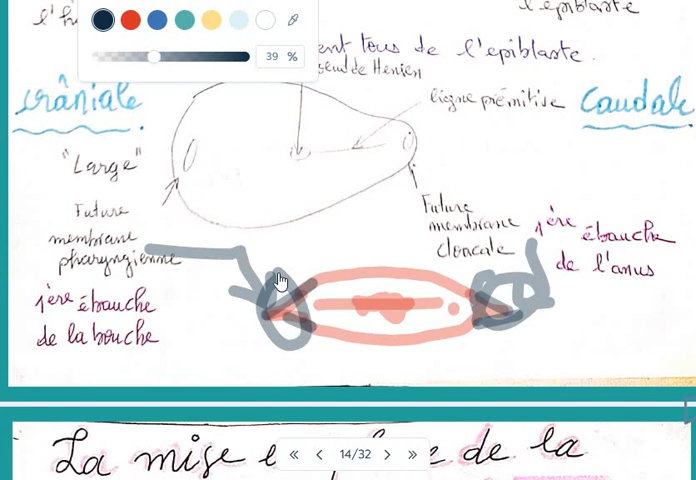 l'épiblaste
39 %
ent tous de l'épiblaste.
de Hensen
crâniale
ligne primitive
Caudale
"Large"
Future
membrane
pharyngienne
Future
membrane
cloacale
1ère ébauche
de l'anus
1ère ébauche
de la bouche
La mise e
de la
« < 14/32 > »